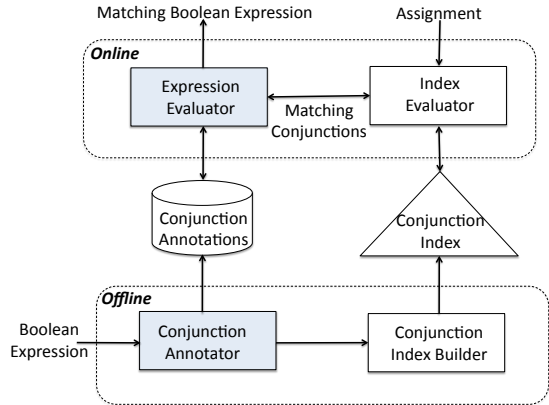 Matching Boolean Expression
Assignment
Online
Expression
Evaluator
Index
Evaluator
Matching
Conjunctions
Conjunction
Annotations
Conjunction
Index
Offline
Boolean
Expression
Conjunction
Annotator
Conjunction
Index Builder